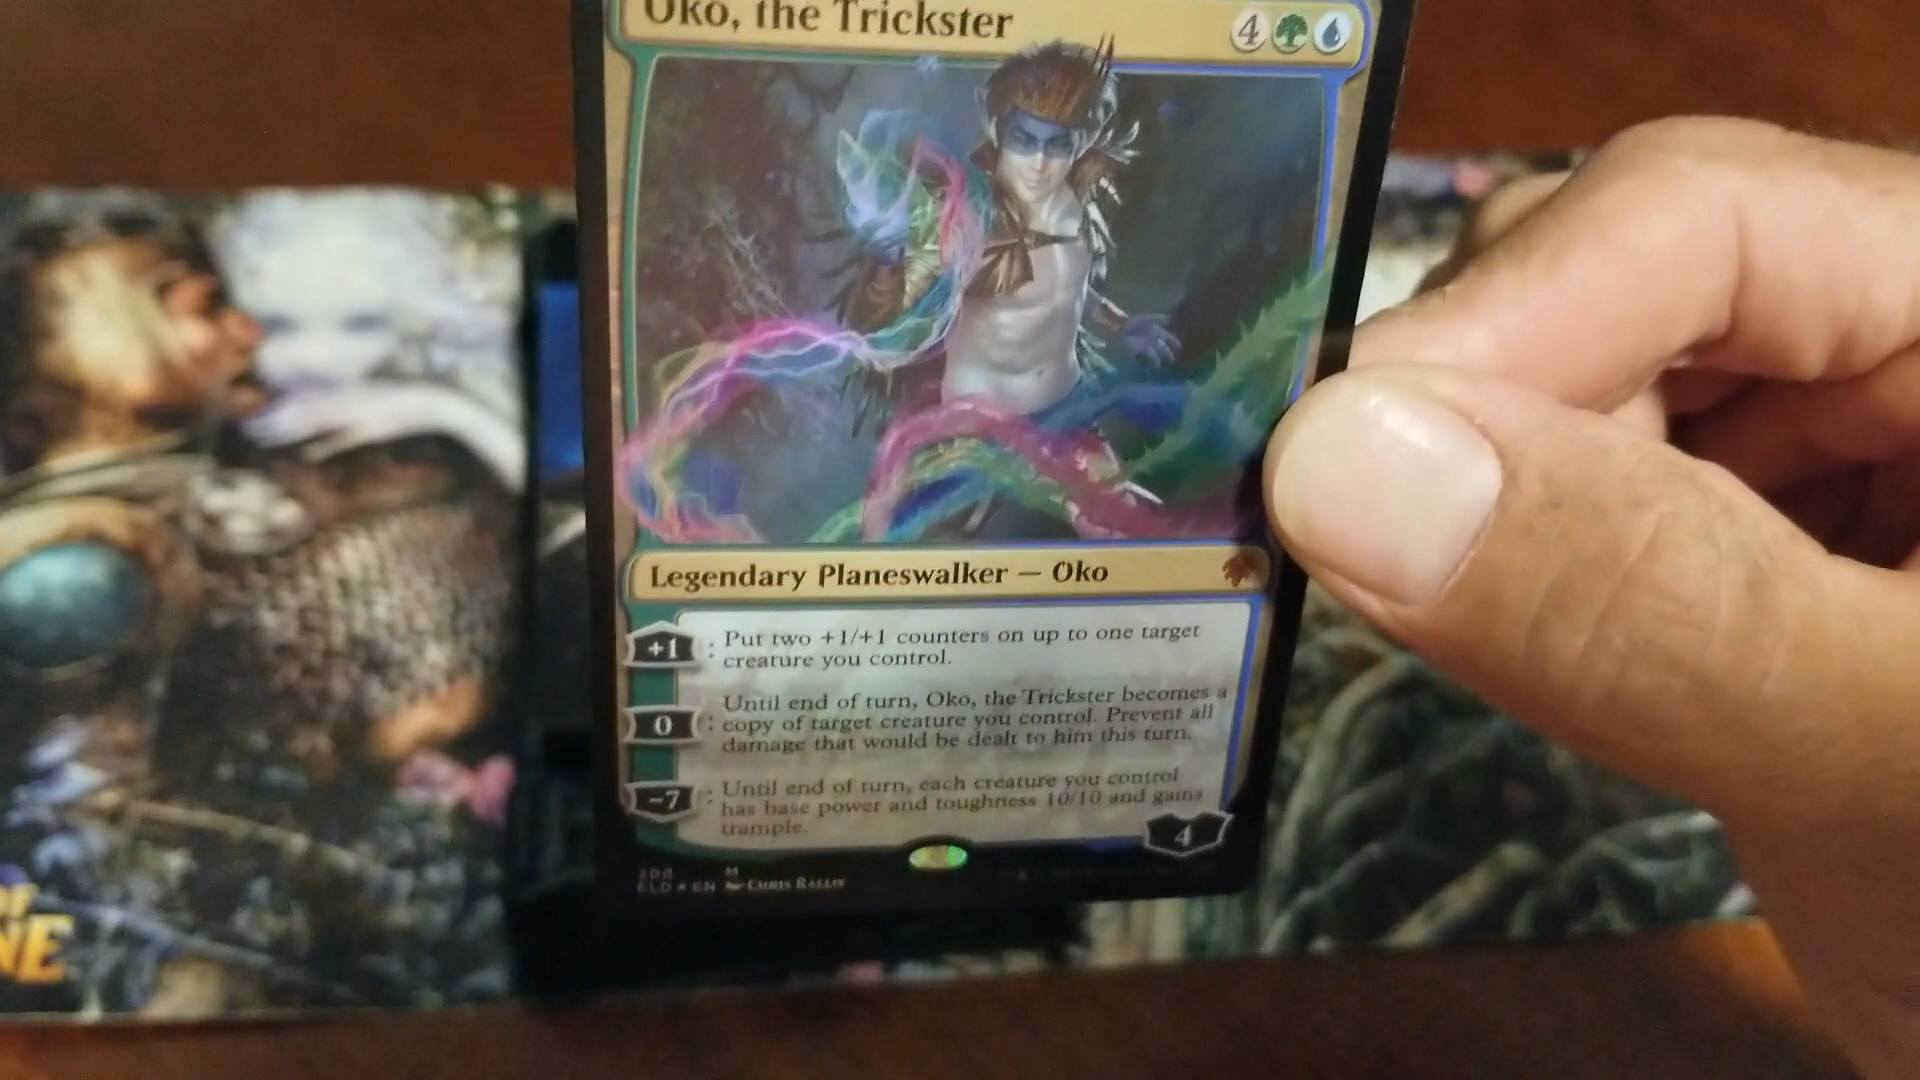 Oko, the Trickster 4
Legendary Planeswalker — Oko
+1 : Put two +1/+1 counters on up to one target
creature you control.
Until end of turn, Oko, the Trickster becomes a
0 : copy of target creature you control. Prevent all
damage that would be dealt to him this turn.
-7 : Until end of turn, each creature you control
has base power and toughness 10/10 and gains
trample.
4
M
ELD ★ EN Chris Rallis
NE